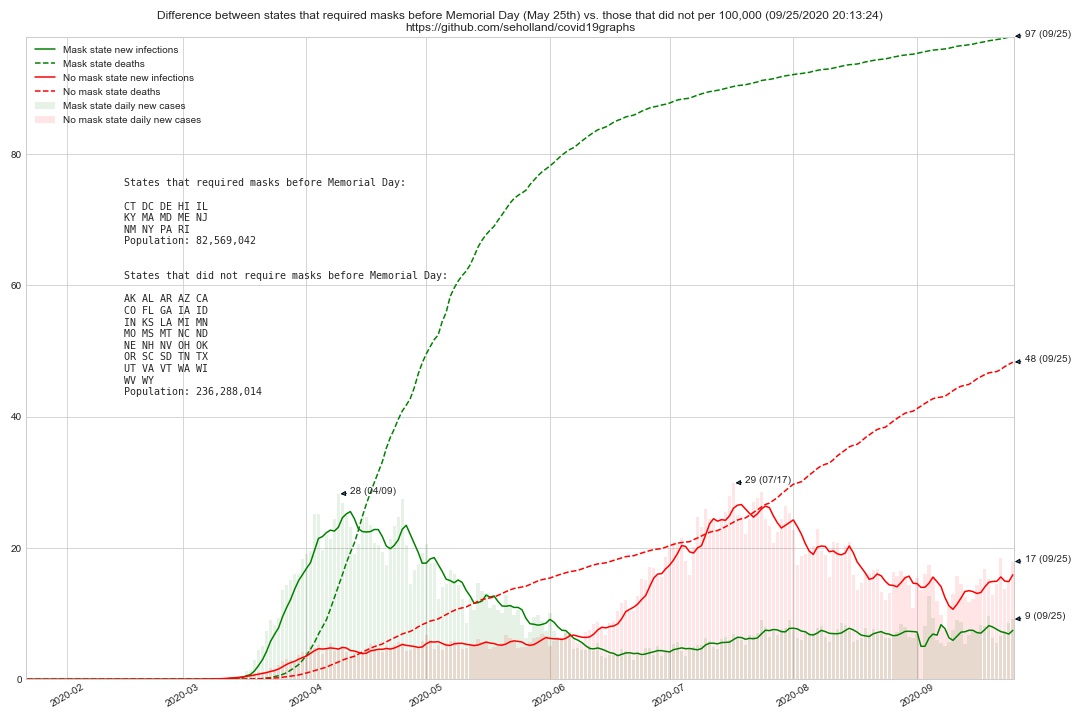 Difference between states that required masks before Memorial Day (May 25th) vs. those that did not per 100,000 (09/25/2020 20:13:24)
https://github.com/seholland/covid19graphs
97 (09/25)
Mask state new infections
Mask state deaths
No mask state new infections
No mask state deaths
Mask state daily new cases
No mask state daily new cases
80
States that required masks before Memorial Day:
CT DC DE HI IL
KY MA MD ME NJ
NM NY PA RI
Population: 82,569,042
States that did not require masks before Memorial Day:
60
AK AL AR AZ CA
CO FL GA IA ID
IN KS LA MI MN
MO MS MT NC ND
NE NH NV OH OK
OR SC SD TN TX
UT VA VT WA WI
WV WY
Population: 236,288,014
48 (09/25)
40
28 (04/09)
29 (07/17)
20
17 (09/25)
9 (09/25)
0
2020-02
2020-03
2020-04
2020-05
2020-06
2020-07
2020-08
2020-09